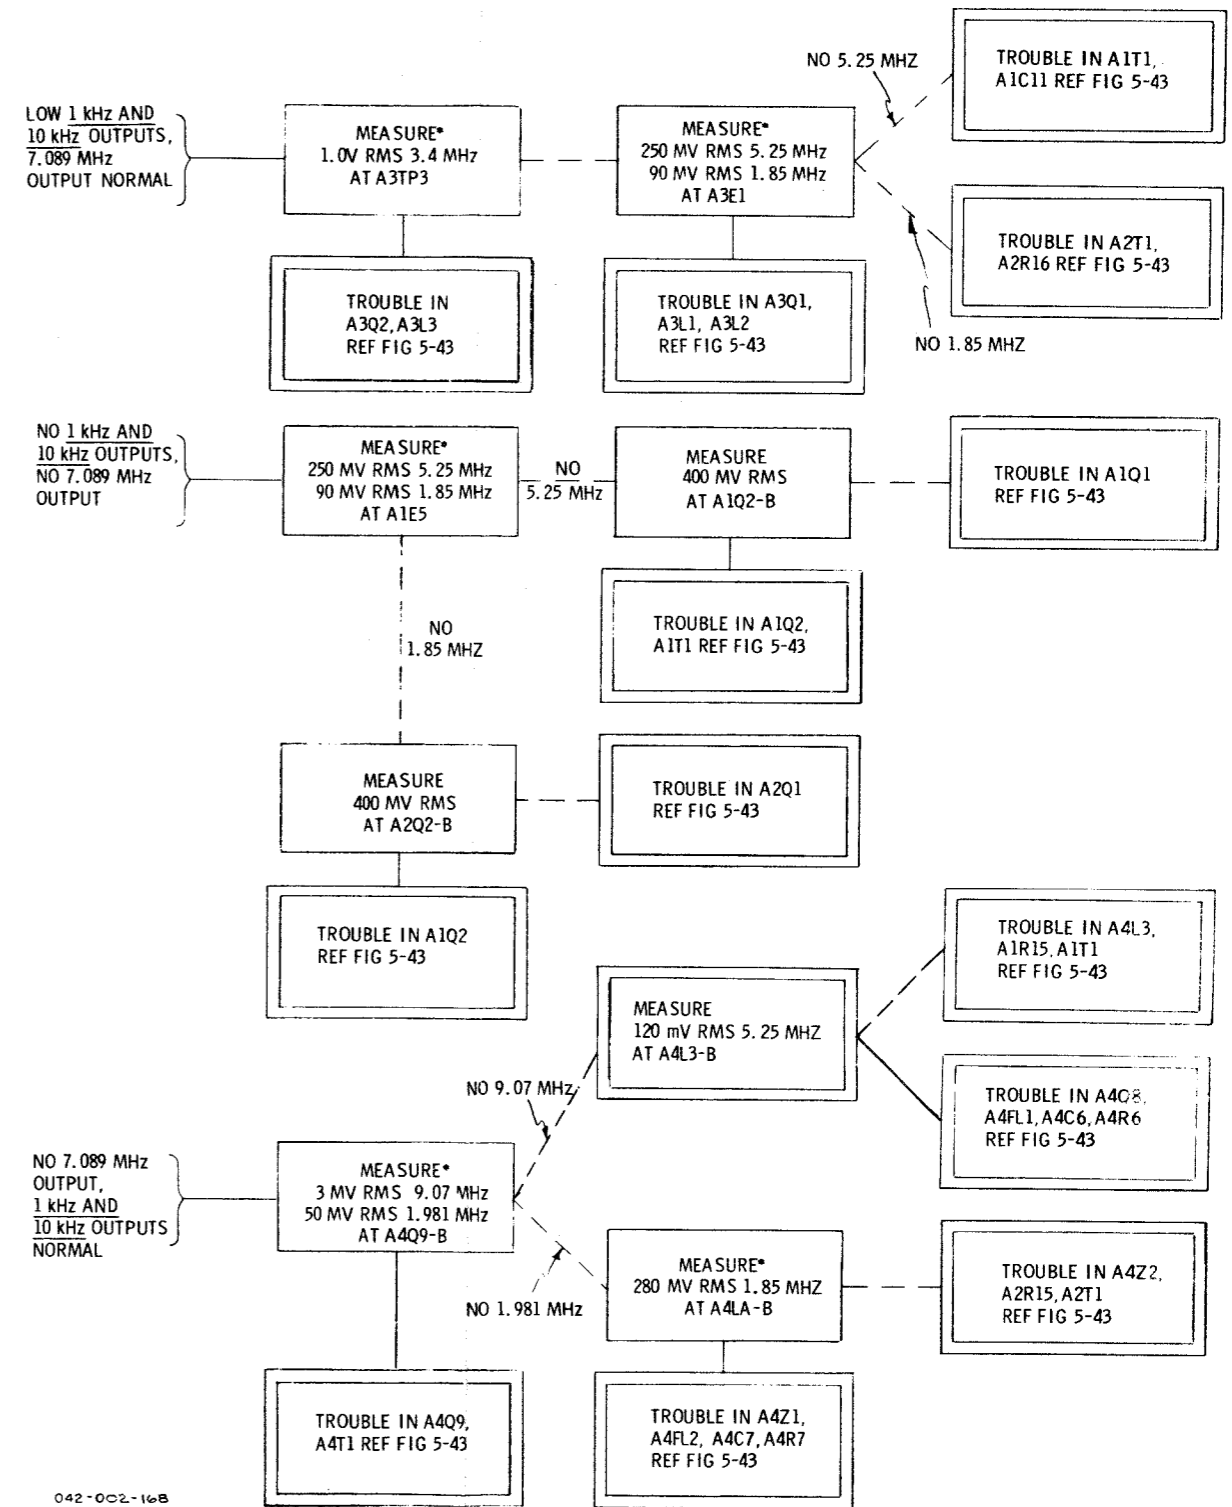 NO 5.25 MHZ
TROUBLE IN A1T1,
A1C11 REF FIG 5-43
LOW 1 kHz AND
10 kHz OUTPUTS,
7.089 MHz
OUTPUT NORMAL
MEASURE*
1.0V RMS 3.4 MHz
AT A3TP3
MEASURE*
250 MV RMS 5.25 MHz
90 MV RMS 1.85 MHz
AT A3E1
TROUBLE IN A2T1,
A2R16 REF FIG 5-43
NO 1.85 MHZ
TROUBLE IN
A3Q2, A3L3
REF FIG 5-43
TROUBLE IN A3Q1,
A3L1, A3L2
REF FIG 5-43
NO 1 kHz AND
10 kHz OUTPUTS,
NO 7.089 MHz
OUTPUT
MEASURE*
250 MV RMS 5.25 MHz
90 MV RMS 1.85 MHz
AT A1E5
NO
5.25 MHZ
MEASURE
400 MV RMS
AT A1Q2-B
TROUBLE IN A1Q1
REF FIG 5-43
TROUBLE IN A1Q2,
A1T1 REF FIG 5-43
NO
1.85 MHZ
MEASURE
400 MV RMS
AT A2Q2-B
TROUBLE IN A2Q1
REF FIG 5-43
TROUBLE IN A1Q2
REF FIG 5-43
MEASURE
120 mV RMS 5.25 MHZ
AT A4L3-B
TROUBLE IN A4L3,
A1R15, A1T1
REF FIG 5-43
TROUBLE IN A4Q8,
A4FL1, A4C6, A4R6
REF FIG 5-43
NO 9.07 MHz
NO 7.089 MHz
OUTPUT,
1 kHz AND
10 kHz OUTPUTS
NORMAL
MEASURE*
3 MV RMS 9.07 MHz
50 MV RMS 1.981 MHz
AT A4Q9-B
NO 1.981 MHz
MEASURE*
280 MV RMS 1.85 MHZ
AT A4LA-B
TROUBLE IN A4Z2,
A2R15, A2T1
REF FIG 5-43
TROUBLE IN A4Q9,
A4T1 REF FIG 5-43
TROUBLE IN A4Z1,
A4FL2, A4C7, A4R7
REF FIG 5-43
042-002-168